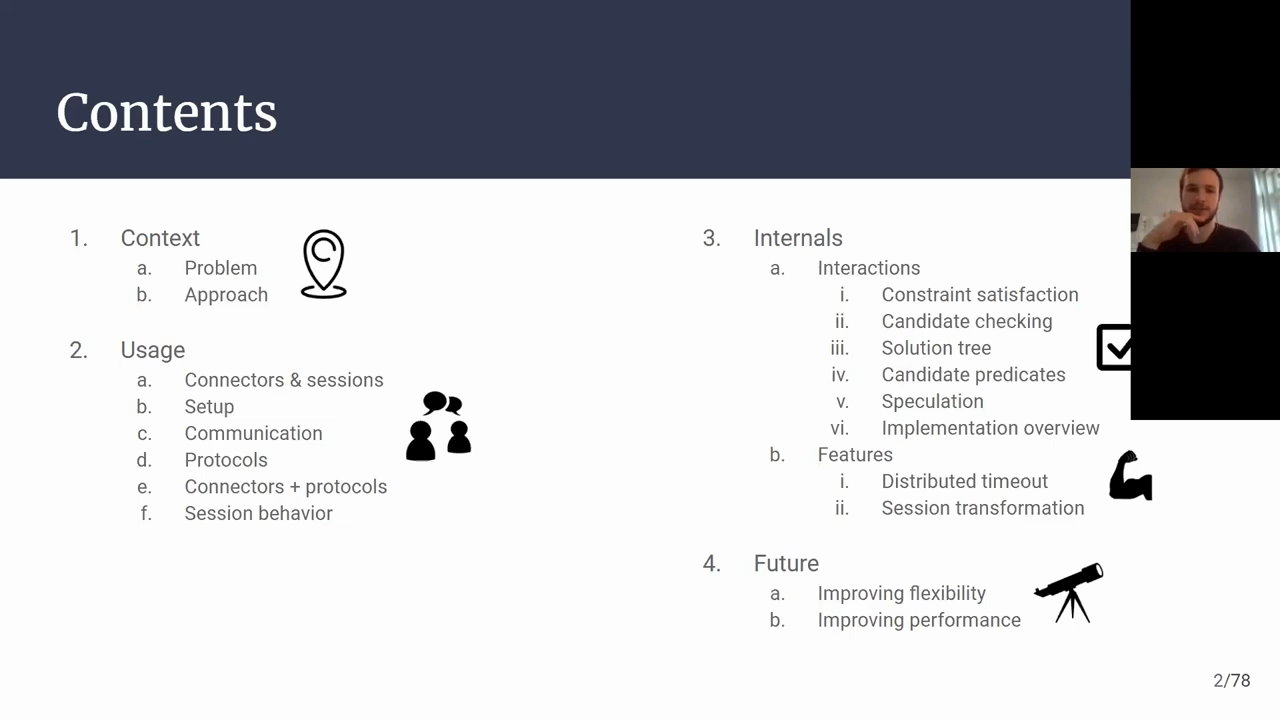 Contents
1. Context
a. Problem
b. Approach
2. Usage
a. Connectors & sessions
b. Setup
c. Communication
d. Protocols
e. Connectors + protocols
f. Session behavior
3. Internals
a. Interactions
i. Constraint satisfaction
ii. Candidate checking
iii. Solution tree
iv. Candidate predicates
v. Speculation
vi. Implementation overview
b. Features
i. Distributed timeout
ii. Session transformation
4. Future
a. Improving flexibility
b. Improving performance
2/78